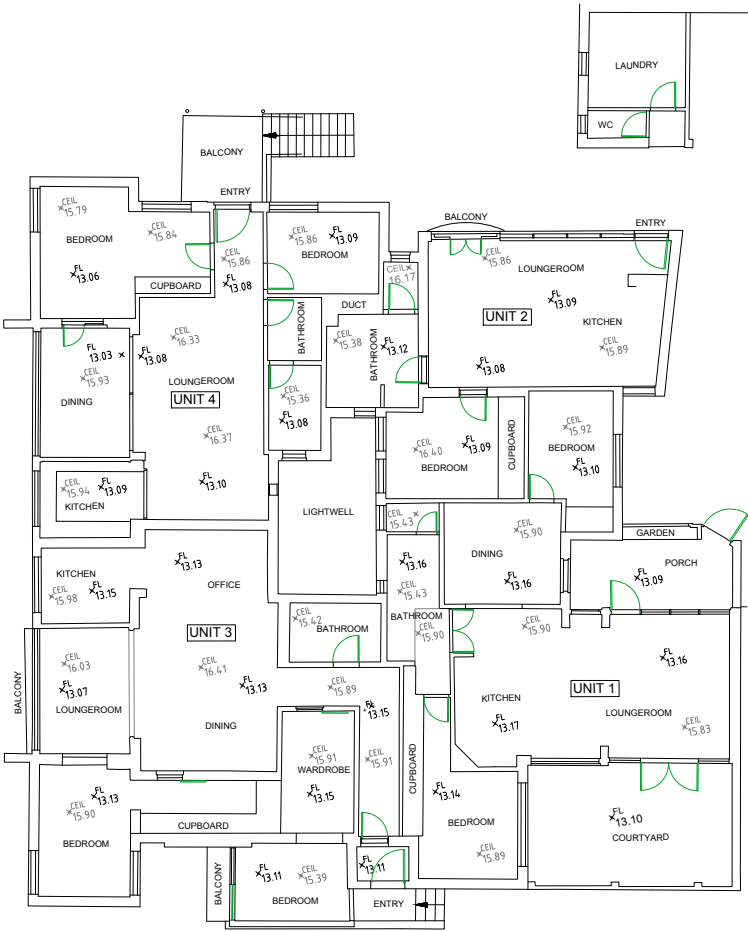 LAUNDRY
WC
BALCONY
ENTRY
CEIL
15.79
BEDROOM
CEIL
15.84
FL
13.06
CUPBOARD
CEIL
15.86
FL
13.08
CEIL
15.86
FL
13.09
BEDROOM
BALCONY
ENTRY
CEIL
15.86
LOUNGEROOM
CEIL
16.17
FL
13.09
UNIT 2
KITCHEN
CEIL
15.89
FL
13.08
DUCT
BATHROOM
CEIL
15.38
BATHROOM
FL
13.12
FL
13.03
CEIL
15.93
DINING
FL
13.08
CEIL
16.33
LOUNGEROOM
UNIT 4
CEIL
16.37
FL
13.10
CEIL
15.36
FL
13.08
CEIL
16.40
FL
13.09
BEDROOM
CUPBOARD
CEIL
15.92
BEDROOM
FL
13.10
CEIL
15.94
FL
13.09
KITCHEN
LIGHTWELL
CEIL
15.43
CEIL
15.90
DINING
FL
13.16
GARDEN
PORCH
FL
13.09
FL
13.13
OFFICE
KITCHEN
CEIL
15.98
FL
13.15
FL
13.16
CEIL
15.43
BATHROOM
CEIL
15.90
CEIL
15.42
BATHROOM
UNIT 3
CEIL
15.90
FL
13.16
UNIT 1
KITCHEN
LOUNGEROOM
FL
13.17
CEIL
15.83
BALCONY
CEIL
16.03
FL
13.07
LOUNGEROOM
CEIL
16.41
FL
13.13
DINING
CEIL
15.89
FL
13.15
CEIL
15.91
WARDROBE
FL
13.15
CEIL
15.91
CUPBOARD
FL
13.14
BEDROOM
CEIL
15.89
FL
13.10
COURTYARD
FL
13.13
CEIL
15.90
BEDROOM
CUPBOARD
BALCONY
FL
13.11
CEIL
15.39
BEDROOM
FL
13.11
ENTRY